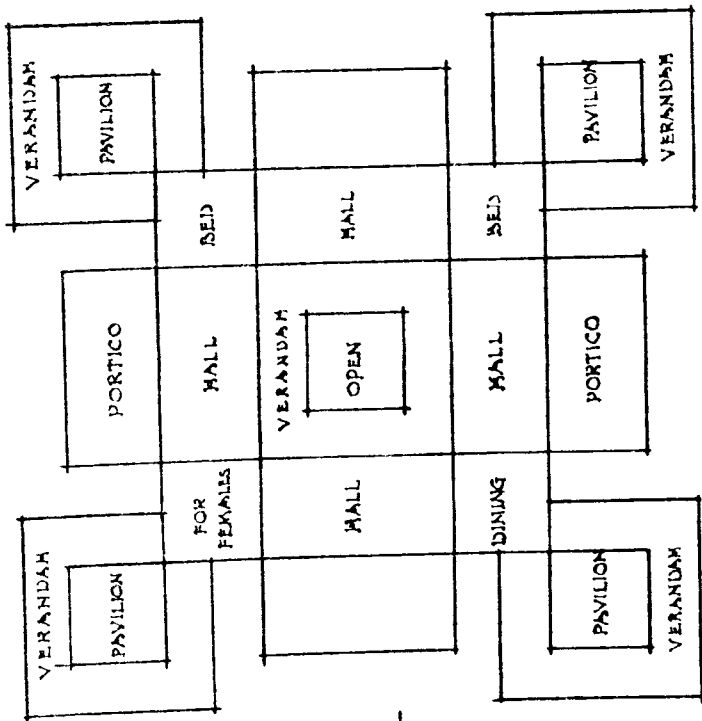 VERANDAH
VERANDAH
PAVILION
PORTICO
PAVILION
FOR
FEMALES
HALL
BED
VERANDAH
HALL
OPEN
HALL
DINING
HALL
BED
PAVILION
PORTICO
PAVILION
VERANDAH
VERANDAH